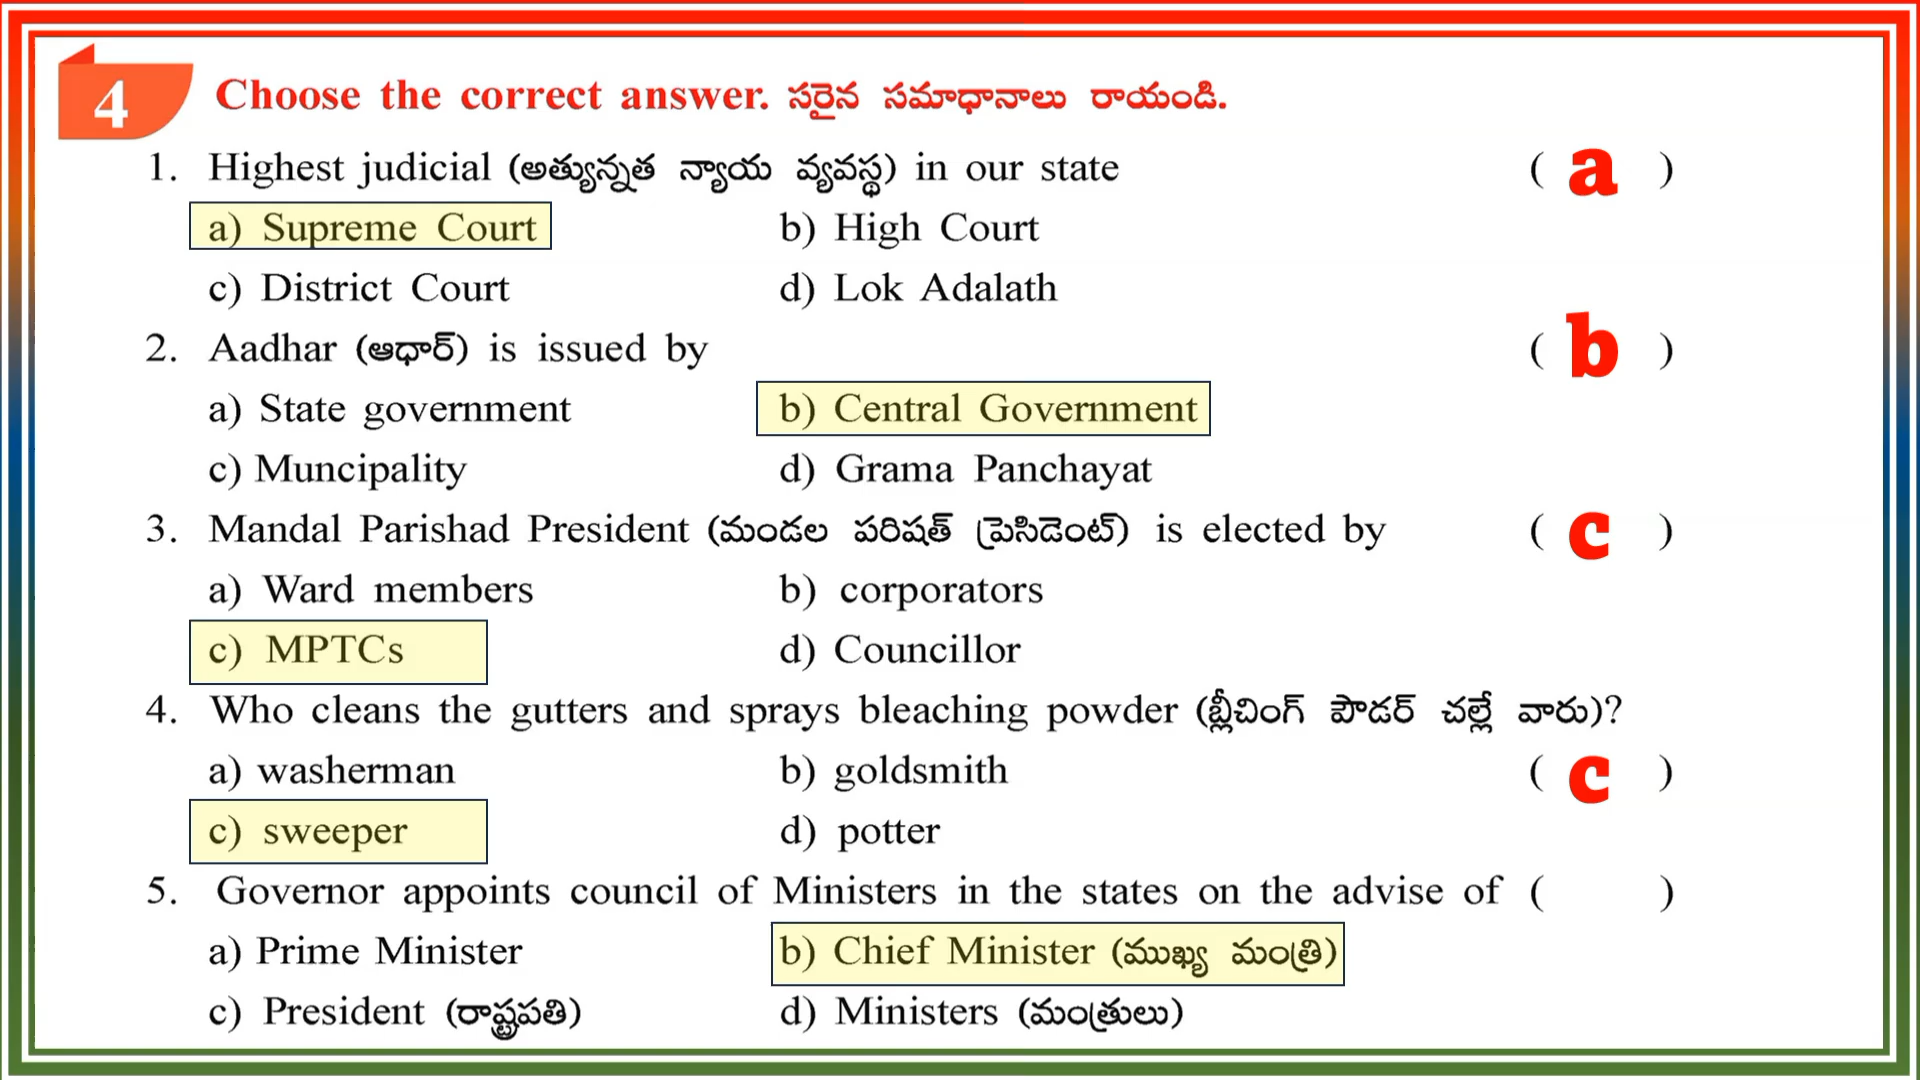 4 Choose the correct answer. సరైన సమాధానాలు రాయండి.
1. Highest judicial (అత్యున్నత న్యాయ వ్యవస్థ) in our state ( a )
a) Supreme Court b) High Court
c) District Court d) Lok Adalath
2. Aadhar (ఆధార్) is issued by ( b )
a) State government b) Central Government
c) Muncipality d) Grama Panchayat
3. Mandal Parishad President (మండల పరిషత్ ప్రెసిడెంట్) is elected by ( c )
a) Ward members b) corporators
c) MPTCs d) Councillor
4. Who cleans the gutters and sprays bleaching powder (బ్లీచింగ్ పౌడర్ చల్లే వారు)?
a) washerman b) goldsmith ( c )
c) sweeper d) potter
5. Governor appoints council of Ministers in the states on the advise of ( )
a) Prime Minister b) Chief Minister (ముఖ్య మంత్రి)
c) President (రాష్ట్రపతి) d) Ministers (మంత్రులు)